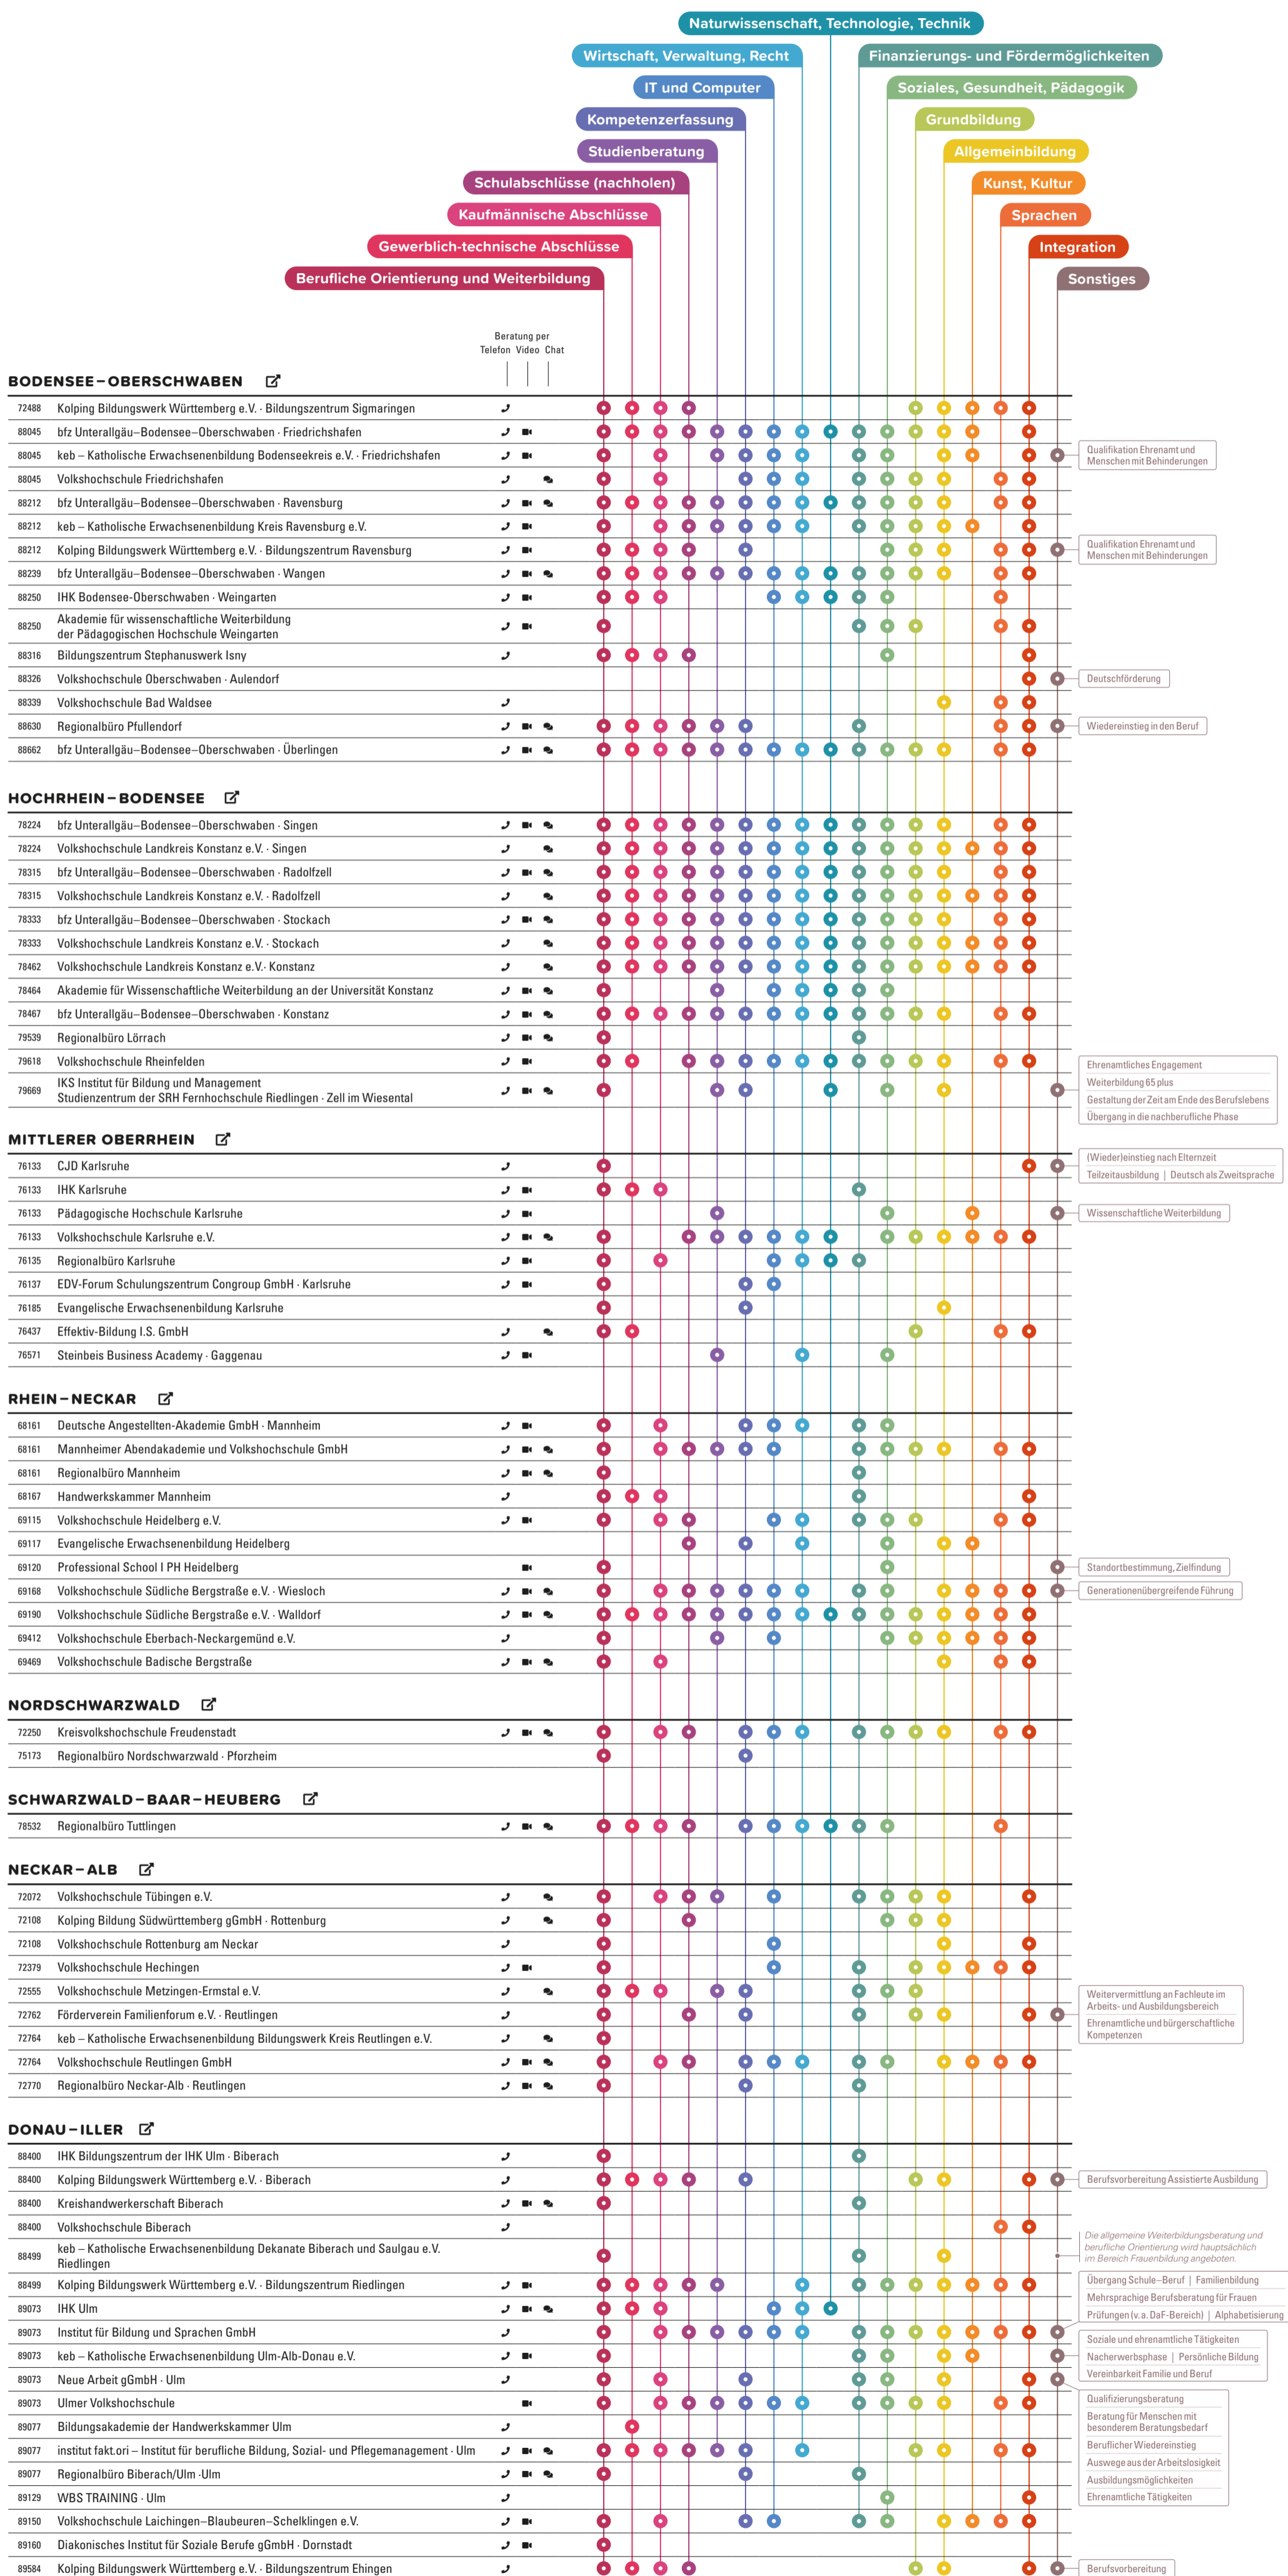 Naturwissenschaft, Technologie, Technik
Wirtschaft, Verwaltung, Recht
Finanzierungs- und Fördermöglichkeiten
IT und Computer
Soziales, Gesundheit, Pädagogik
Kompetenzerfassung
Grundbildung
Studienberatung
Allgemeinbildung
Schulabschlüsse (nachholen)
Kunst, Kultur
Kaufmännische Abschlüsse
Sprachen
Gewerblich-technische Abschlüsse
Integration
Berufliche Orientierung und Weiterbildung
Sonstiges
Beratung per
Telefon Video Chat
BODENSEE–OBERSCHWABEN
72488 Kolping Bildungswerk Württemberg e.V. · Bildungszentrum Sigmaringen
88045 bfz Unterallgäu–Bodensee–Oberschwaben · Friedrichshafen
88045 keb – Katholische Erwachsenenbildung Bodenseekreis e.V. · Friedrichshafen
Qualifikation Ehrenamt und
Menschen mit Behinderungen
88045 Volkshochschule Friedrichshafen
88212 bfz Unterallgäu–Bodensee–Oberschwaben · Ravensburg
88212 keb – Katholische Erwachsenenbildung Kreis Ravensburg e.V.
88212 Kolping Bildungswerk Württemberg e.V. · Bildungszentrum Ravensburg
Qualifikation Ehrenamt und
Menschen mit Behinderungen
88239 bfz Unterallgäu–Bodensee–Oberschwaben · Wangen
88250 IHK Bodensee-Oberschwaben · Weingarten
88250 Akademie für wissenschaftliche Weiterbildung
der Pädagogischen Hochschule Weingarten
88316 Bildungszentrum Stephanuswerk Isny
88326 Volkshochschule Oberschwaben · Aulendorf
Deutschförderung
88339 Volkshochschule Bad Waldsee
88630 Regionalbüro Pfullendorf
Wiedereinstieg in den Beruf
88662 bfz Unterallgäu–Bodensee–Oberschwaben · Überlingen
HOCHRHEIN–BODENSEE
78224 bfz Unterallgäu–Bodensee–Oberschwaben · Singen
78224 Volkshochschule Landkreis Konstanz e.V. · Singen
78315 bfz Unterallgäu–Bodensee–Oberschwaben · Radolfzell
78315 Volkshochschule Landkreis Konstanz e.V. · Radolfzell
78333 bfz Unterallgäu–Bodensee–Oberschwaben · Stockach
78333 Volkshochschule Landkreis Konstanz e.V. · Stockach
78462 Volkshochschule Landkreis Konstanz e.V.· Konstanz
78464 Akademie für Wissenschaftliche Weiterbildung an der Universität Konstanz
78467 bfz Unterallgäu–Bodensee–Oberschwaben · Konstanz
79539 Regionalbüro Lörrach
79618 Volkshochschule Rheinfelden
79669 IKS Institut für Bildung und Management
Studienzentrum der SRH Fernhochschule Riedlingen · Zell im Wiesental
Ehrenamtliches Engagement
Weiterbildung 65 plus
Gestaltung der Zeit am Ende des Berufslebens
Übergang in die nachberufliche Phase
MITTLERER OBERRHEIN
76133 CJD Karlsruhe
(Wieder)einstieg nach Elternzeit
Teilzeitausbildung | Deutsch als Zweitsprache
76133 IHK Karlsruhe
76133 Pädagogische Hochschule Karlsruhe
Wissenschaftliche Weiterbildung
76133 Volkshochschule Karlsruhe e.V.
76135 Regionalbüro Karlsruhe
76137 EDV-Forum Schulungszentrum Congroup GmbH · Karlsruhe
76185 Evangelische Erwachsenenbildung Karlsruhe
76437 Effektiv-Bildung I.S. GmbH
76571 Steinbeis Business Academy · Gaggenau
RHEIN–NECKAR
68161 Deutsche Angestellten-Akademie GmbH · Mannheim
68161 Mannheimer Abendakademie und Volkshochschule GmbH
68161 Regionalbüro Mannheim
68167 Handwerkskammer Mannheim
69115 Volkshochschule Heidelberg e.V.
69117 Evangelische Erwachsenenbildung Heidelberg
69120 Professional School I PH Heidelberg
Standortbestimmung, Zielfindung
69168 Volkshochschule Südliche Bergstraße e.V. · Wiesloch
Generationenübergreifende Führung
69190 Volkshochschule Südliche Bergstraße e.V. · Walldorf
69412 Volkshochschule Eberbach-Neckargemünd e.V.
69469 Volkshochschule Badische Bergstraße
NORDSCHWARZWALD
72250 Kreisvolkshochschule Freudenstadt
75173 Regionalbüro Nordschwarzwald · Pforzheim
SCHWARZWALD–BAAR–HEUBERG
78532 Regionalbüro Tuttlingen
NECKAR–ALB
72072 Volkshochschule Tübingen e.V.
72108 Kolping Bildung Südwürttemberg gGmbH · Rottenburg
72108 Volkshochschule Rottenburg am Neckar
72379 Volkshochschule Hechingen
72555 Volkshochschule Metzingen-Ermstal e.V.
72762 Förderverein Familienforum e.V. · Reutlingen
Weitervermittlung an Fachleute im
Arbeits- und Ausbildungsbereich
Ehrenamtliche und bürgerschaftliche
Kompetenzen
72764 keb – Katholische Erwachsenenbildung Bildungswerk Kreis Reutlingen e.V.
72764 Volkshochschule Reutlingen GmbH
72770 Regionalbüro Neckar-Alb · Reutlingen
DONAU–ILLER
88400 IHK Bildungszentrum der IHK Ulm · Biberach
88400 Kolping Bildungswerk Württemberg e.V. · Biberach
Berufsvorbereitung Assistierte Ausbildung
88400 Kreishandwerkerschaft Biberach
88400 Volkshochschule Biberach
88499 keb – Katholische Erwachsenenbildung Dekanate Biberach und Saulgau e.V.
Riedlingen
Die allgemeine Weiterbildungsberatung und
berufliche Orientierung wird hauptsächlich
im Bereich Frauenbildung angeboten.
88499 Kolping Bildungswerk Württemberg e.V. · Bildungszentrum Riedlingen
89073 IHK Ulm
89073 Institut für Bildung und Sprachen GmbH
Übergang Schule–Beruf | Familienbildung
Mehrsprachige Berufsberatung für Frauen
Prüfungen (v. a. DaF-Bereich) | Alphabetisierung
89073 keb – Katholische Erwachsenenbildung Ulm-Alb-Donau e.V.
Soziale und ehrenamtliche Tätigkeiten
Nacherwerbsphase | Persönliche Bildung
Vereinbarkeit Familie und Beruf
89073 Neue Arbeit gGmbH · Ulm
Qualifizierungsberatung
Beratung für Menschen mit
besonderem Beratungsbedarf
Beruflicher Wiedereinstieg
Auswege aus der Arbeitslosigkeit
Ausbildungsmöglichkeiten
Ehrenamtliche Tätigkeiten
89073 Ulmer Volkshochschule
89077 Bildungsakademie der Handwerkskammer Ulm
89077 institut fakt.ori – Institut für berufliche Bildung, Sozial- und Pflegemanagement · Ulm
89077 Regionalbüro Biberach/Ulm ·Ulm
89129 WBS TRAINING · Ulm
89150 Volkshochschule Laichingen–Blaubeuren–Schelklingen e.V.
89160 Diakonisches Institut für Soziale Berufe gGmbH · Dornstadt
89584 Kolping Bildungswerk Württemberg e.V. · Bildungszentrum Ehingen
Berufsvorbereitung